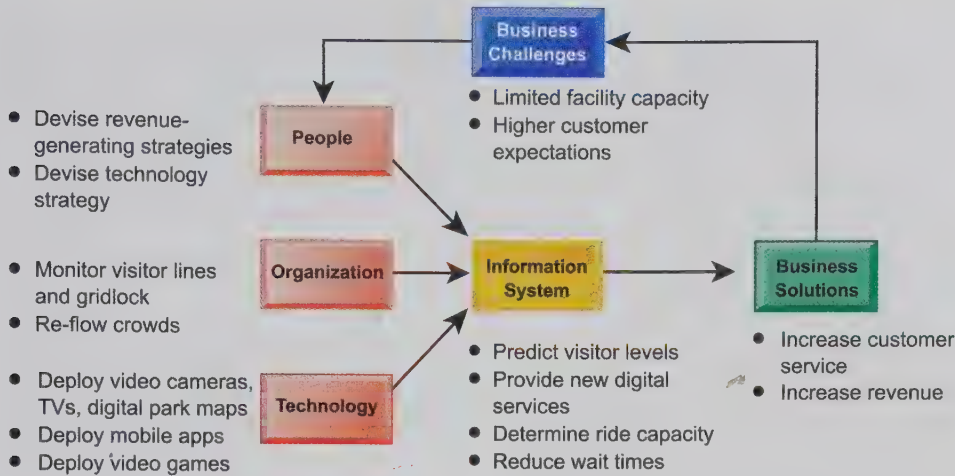 Business
Challenges
• Limited facility capacity
• Higher customer
expectations
• Devise revenue-
generating strategies
• Devise technology
strategy
People
• Monitor visitor lines
and gridlock
• Re-flow crowds
Organization
• Deploy video cameras,
TVs, digital park maps
• Deploy mobile apps
• Deploy video games
Technology
Information
System
• Predict visitor levels
• Provide new digital
services
• Determine ride capacity
• Reduce wait times
Business
Solutions
• Increase customer
service
• Increase revenue